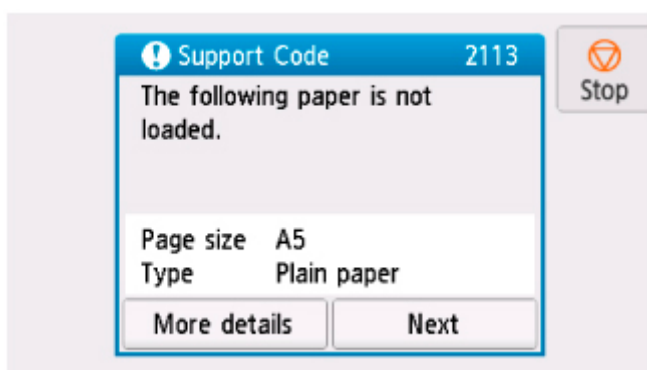 Support Code 2113
Stop
The following paper is not
loaded.
Page size A5
Type Plain paper
More details Next